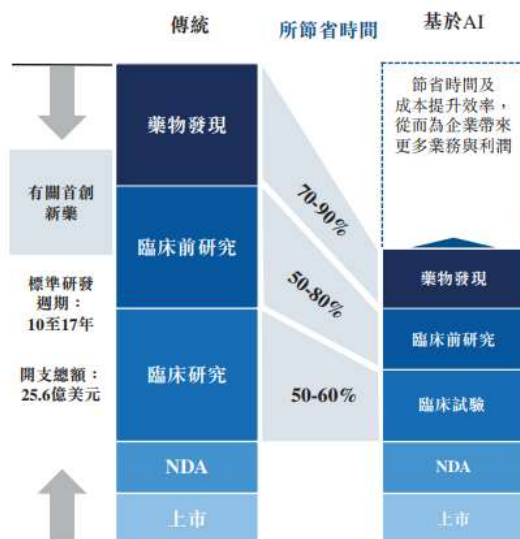 傳統
所節省時間
基於AI
節省時間及
成本提升效率，
從而為企業帶來
更多業務與利潤
藥物發現
有關首創
新藥
70-90%
臨床前研究
藥物發現
標準研發
週期：
10至17年
50-80%
臨床前研究
開支總額：
25.6億美元
臨床研究
50-60%
臨床試驗
NDA
NDA
上市
上市